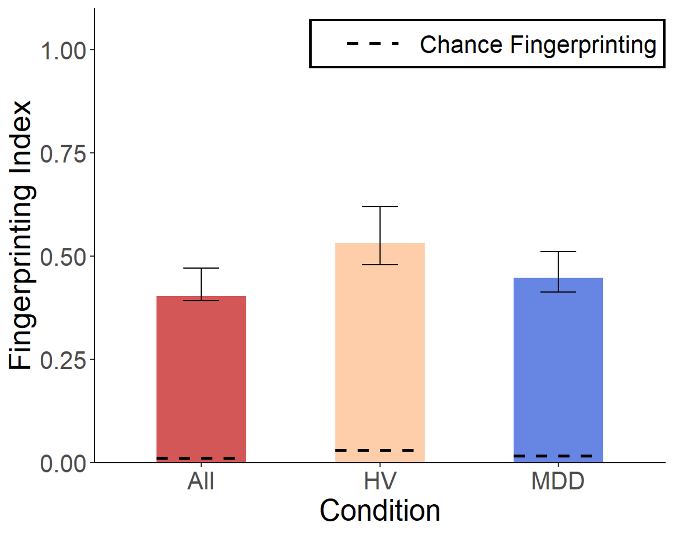 Chance Fingerprinting
Fingerprinting Index
1.00
0.75
0.50
0.25
0.00
All HV MDD
Condition